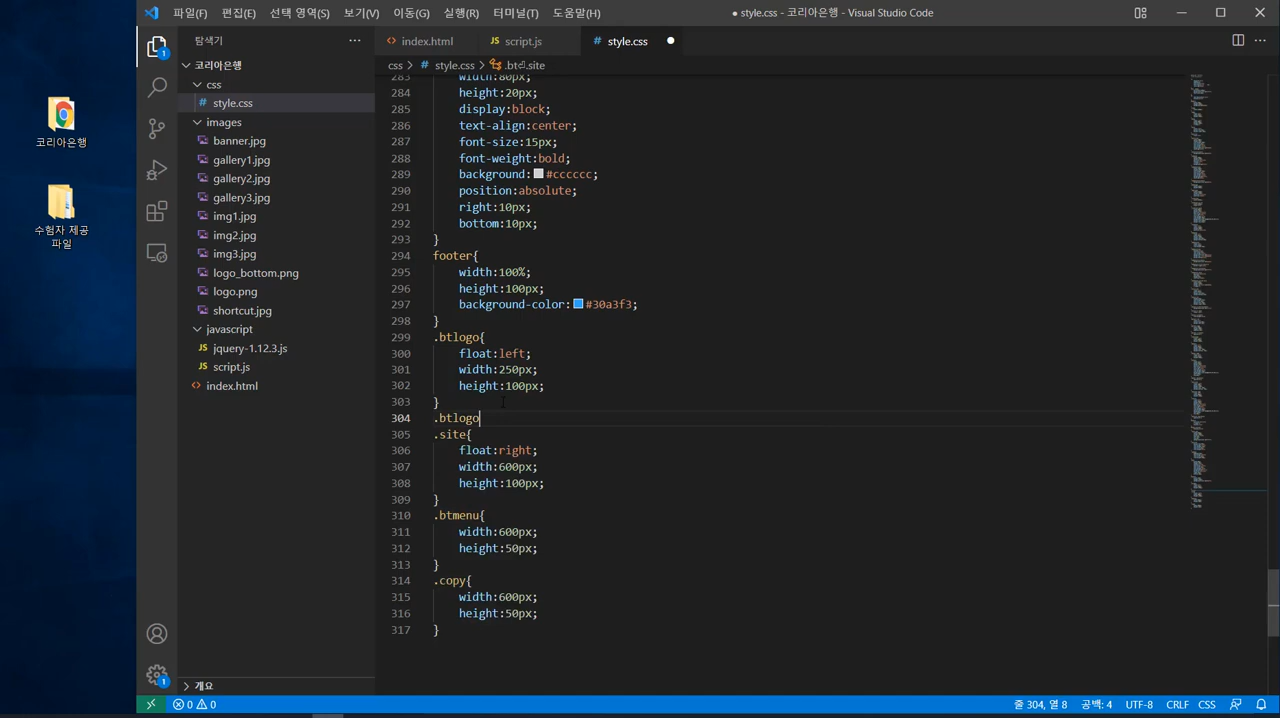 파일(F) 편집(E) 선택 영역(S) 보기(V) 이동(G) 실행(R) 터미널(T) 도움말(H)
● style.css - 코리아은행 - Visual Studio Code
탐색기
index.html
script.js
style.css
css > # style.css > .bt⏎.site
코리아은행
css
style.css
images
banner.jpg
gallery1.jpg
gallery2.jpg
gallery3.jpg
img1.jpg
img2.jpg
img3.jpg
logo_bottom.png
logo.png
shortcut.jpg
javascript
jquery-1.12.3.js
script.js
index.html
개요
코리아은행
수험자 제공
파일
283 width:80px;
284 height:20px;
285 display:block;
286 text-align:center;
287 font-size:15px;
288 font-weight:bold;
289 background:#cccccc;
290 position:absolute;
291 right:10px;
292 bottom:10px;
293 }
294 footer{
295 width:100%;
296 height:100px;
297 background-color:#30a3f3;
298 }
299 .btlogo{
300 float:left;
301 width:250px;
302 height:100px;
303 }
304 .btlogo
305 .site{
306 float:right;
307 width:600px;
308 height:100px;
309 }
310 .btmenu{
311 width:600px;
312 height:50px;
313 }
314 .copy{
315 width:600px;
316 height:50px;
317 }
1
1
0 0
줄 304, 열 8 공백: 4 UTF-8 CRLF CSS